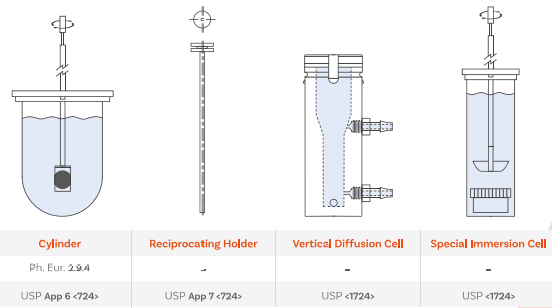 Cylinder Reciprocating Holder Vertical Diffusion Cell Special Immersion Cell
Ph. Eur. 2.9.4 - - -
USP App 6 <724> USP App 7 <724> USP <1724> USP <1724>